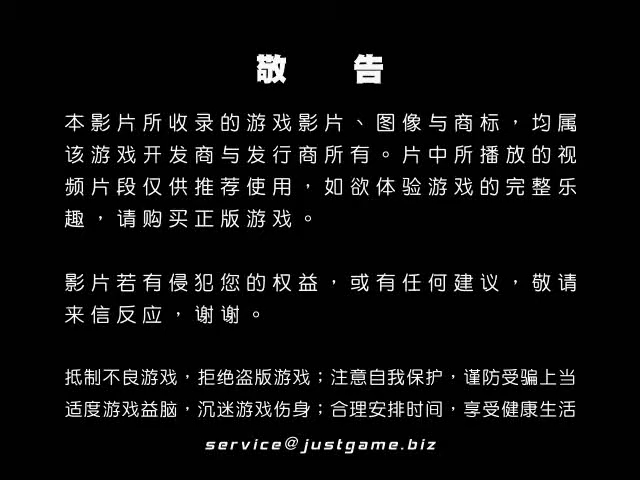 敬 告
本影片所收录的游戏影片、图像与商标，均属
该游戏开发商与发行商所有。片中所播放的视
频片段仅供推荐使用，如欲体验游戏的完整乐
趣，请购买正版游戏。
影片若有侵犯您的权益，或有任何建议，敬请
来信反应，谢谢。
抵制不良游戏，拒绝盗版游戏；注意自我保护，谨防受骗上当
适度游戏益脑，沉迷游戏伤身；合理安排时间，享受健康生活
service@justgame.biz